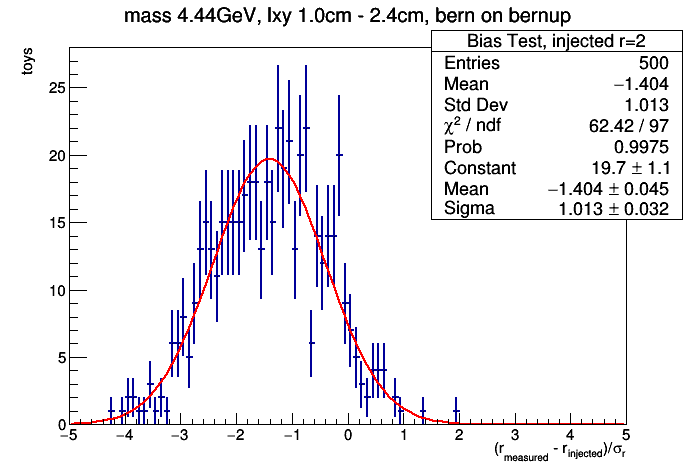 mass 4.44GeV, lxy 1.0cm - 2.4cm, bern on bernup
Bias Test, injected r=2
Entries 500
Mean −1.404
Std Dev 1.013
χ² / ndf 62.42 / 97
Prob 0.9975
Constant 19.7 ± 1.1
Mean −1.404 ± 0.045
Sigma 1.013 ± 0.032
toys
25
20
15
10
5
0
−5 −4 −3 −2 −1 0 1 2 3 4 5
(r_measured - r_injected)/σ_r